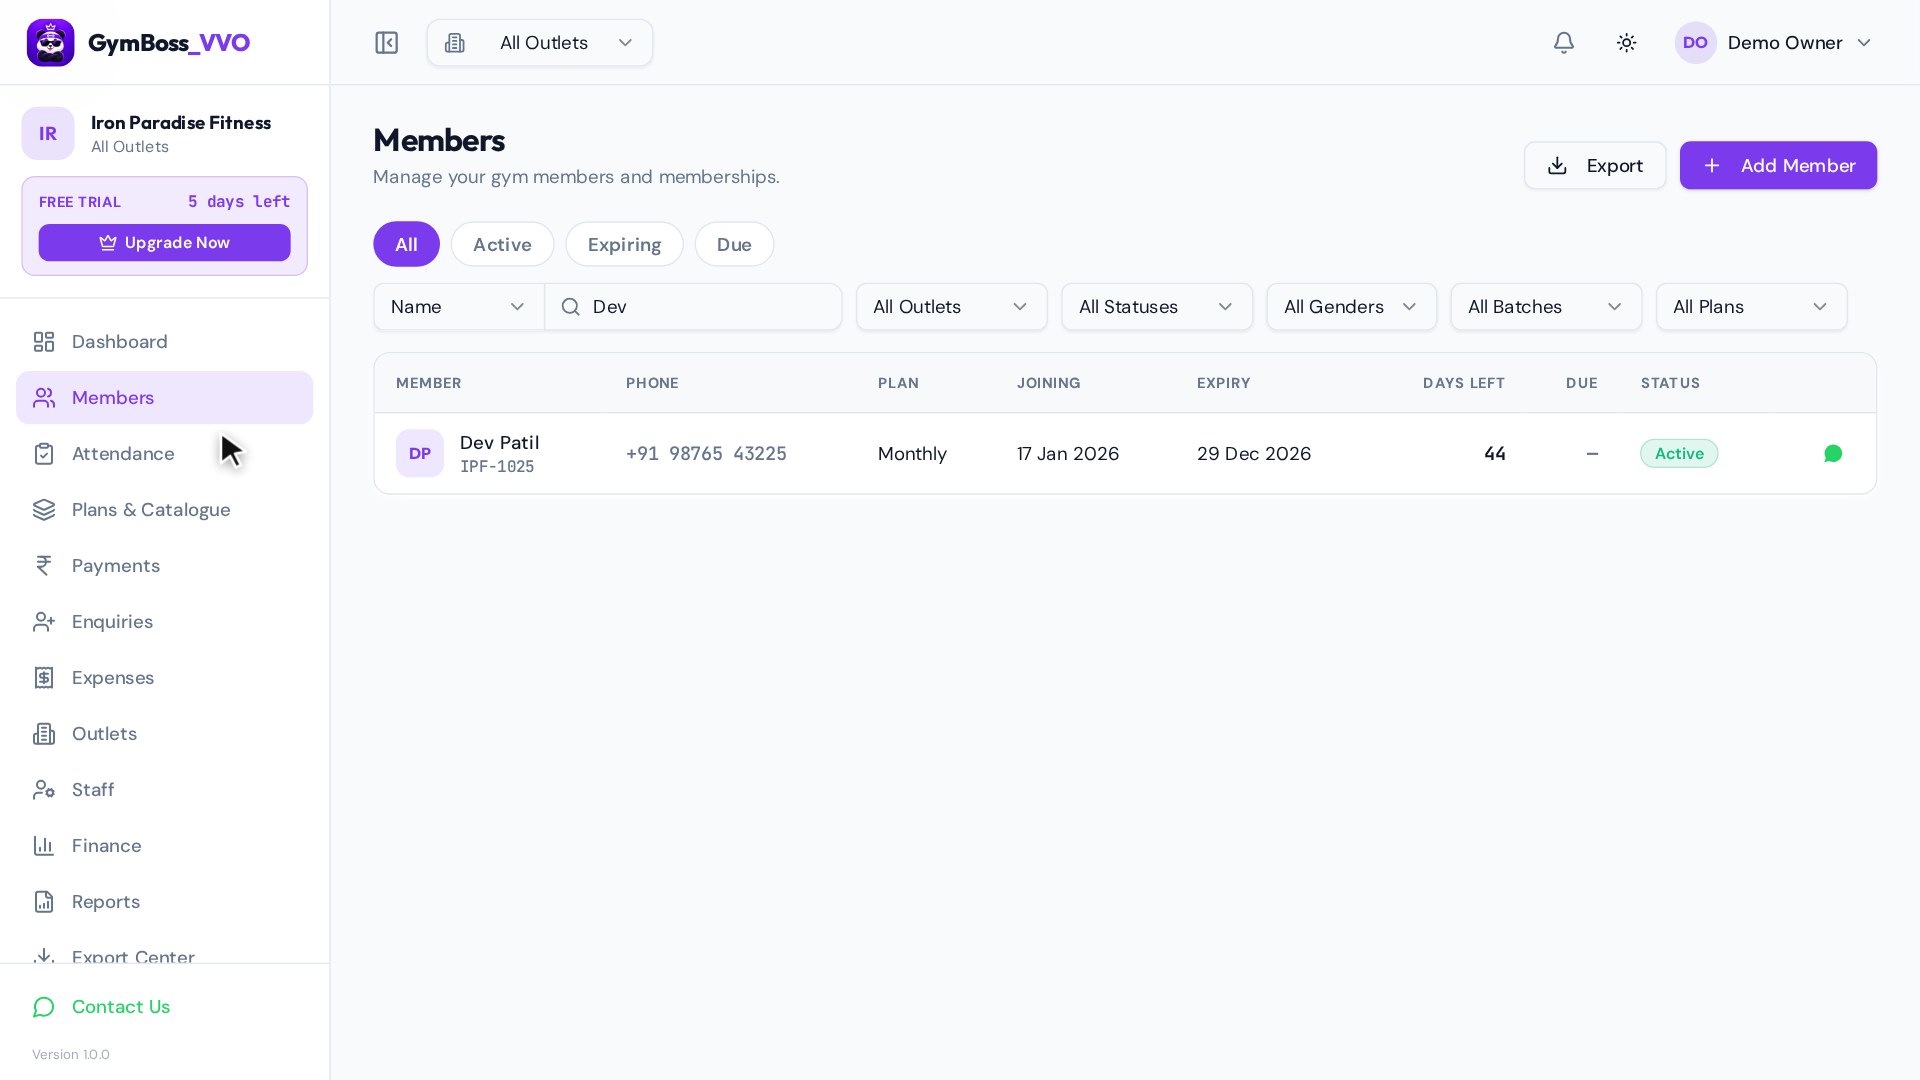 GymBoss_VVO
All Outlets
DO Demo Owner
IR Iron Paradise Fitness
All Outlets
FREE TRIAL 5 days left
Upgrade Now
Dashboard
Members
Attendance
Plans & Catalogue
Payments
Enquiries
Expenses
Outlets
Staff
Finance
Reports
Export Center
Contact Us
Version 1.0.0
Members
Manage your gym members and memberships.
Export
Add Member
All Active Expiring Due
Name Dev All Outlets All Statuses All Genders All Batches All Plans
MEMBER PHONE PLAN JOINING EXPIRY DAYS LEFT DUE STATUS
DP Dev Patil +91 98765 43225 Monthly 17 Jan 2026 29 Dec 2026 44 — Active
IPF-1025